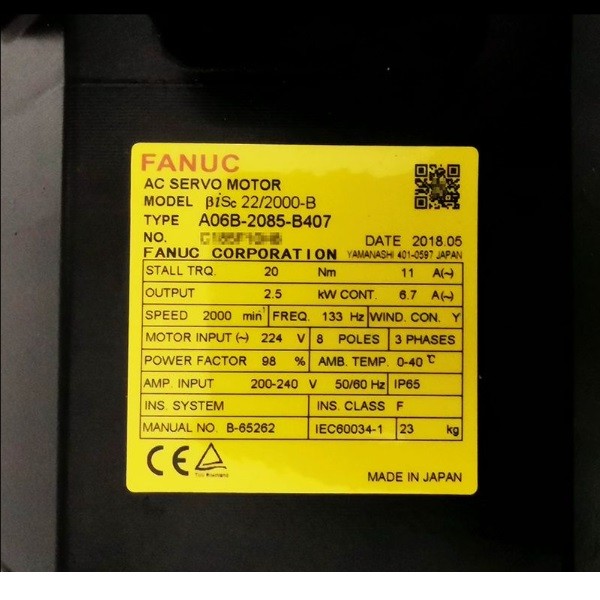 FANUC
AC SERVO MOTOR
MODEL βiSc 22/2000-B
TYPE A06B-2085-B407
NO.
DATE 2018.05
FANUC CORPORATION YAMANASHI 401-0597 JAPAN
STALL TRQ. 20 Nm 11 A(~)
OUTPUT 2.5 kW CONT. 6.7 A(~)
SPEED 2000 min⁻¹ FREQ. 133 Hz WIND. CON. Y
MOTOR INPUT (~) 224 V 8 POLES 3 PHASES
POWER FACTOR 98 % AMB. TEMP. 0-40℃
AMP. INPUT 200-240 V 50/60 Hz IP65
INS. SYSTEM INS. CLASS F
MANUAL NO. B-65262 IEC60034-1 23 kg
CE
MADE IN JAPAN